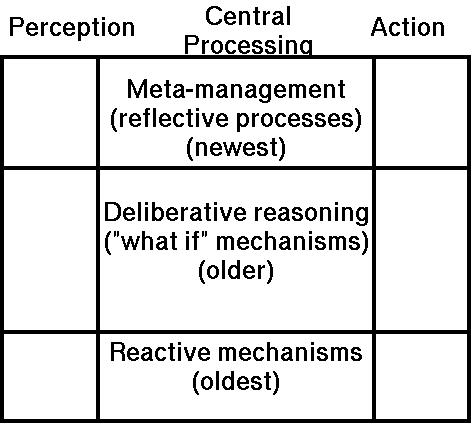 Perception
Central
Processing
Action
Meta-management
(reflective processes)
(newest)
Deliberative reasoning
("what if" mechanisms)
(older)
Reactive mechanisms
(oldest)